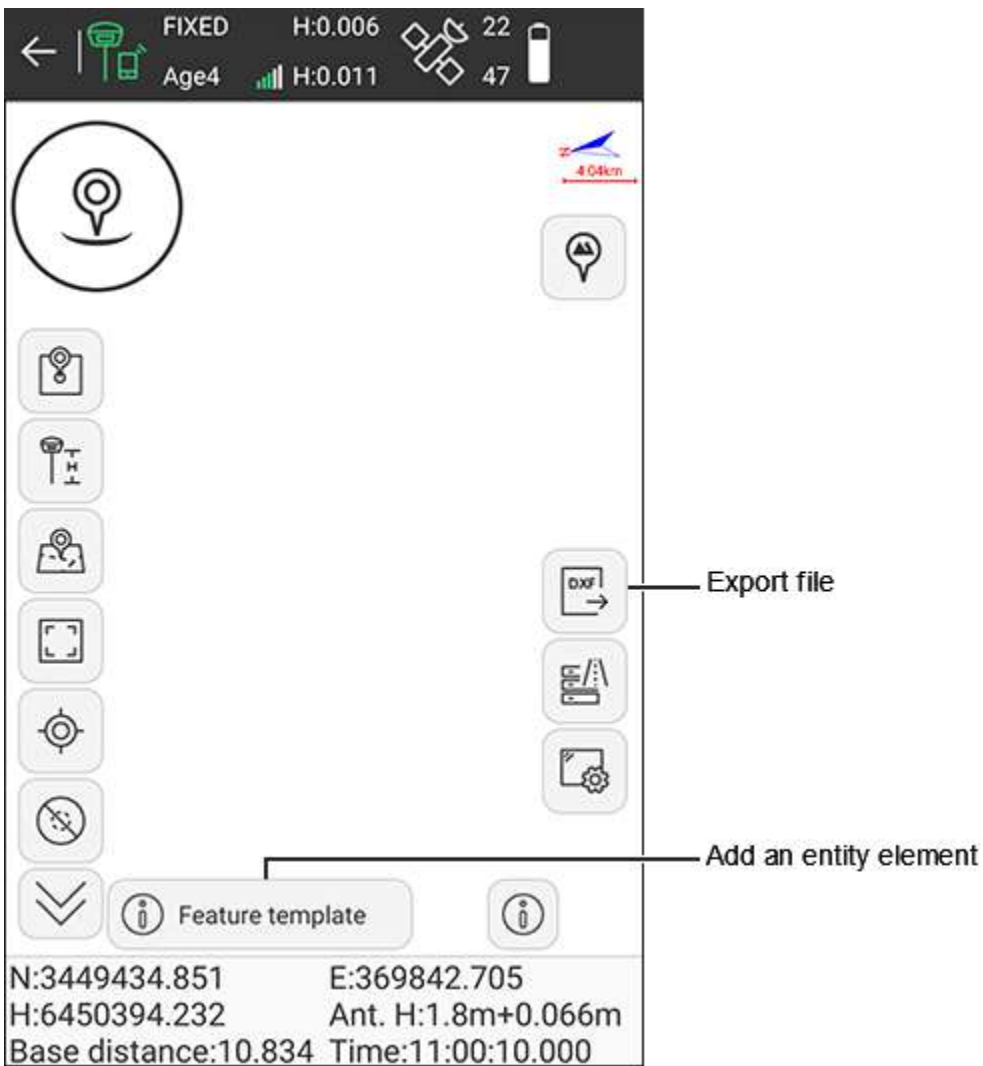 FIXED H:0.006 22
Age4 H:0.011 47
N
4.04km
H
DXF
Export file
Add an entity element
Feature template
N:3449434.851 E:369842.705
H:6450394.232 Ant. H:1.8m+0.066m
Base distance:10.834 Time:11:00:10.000